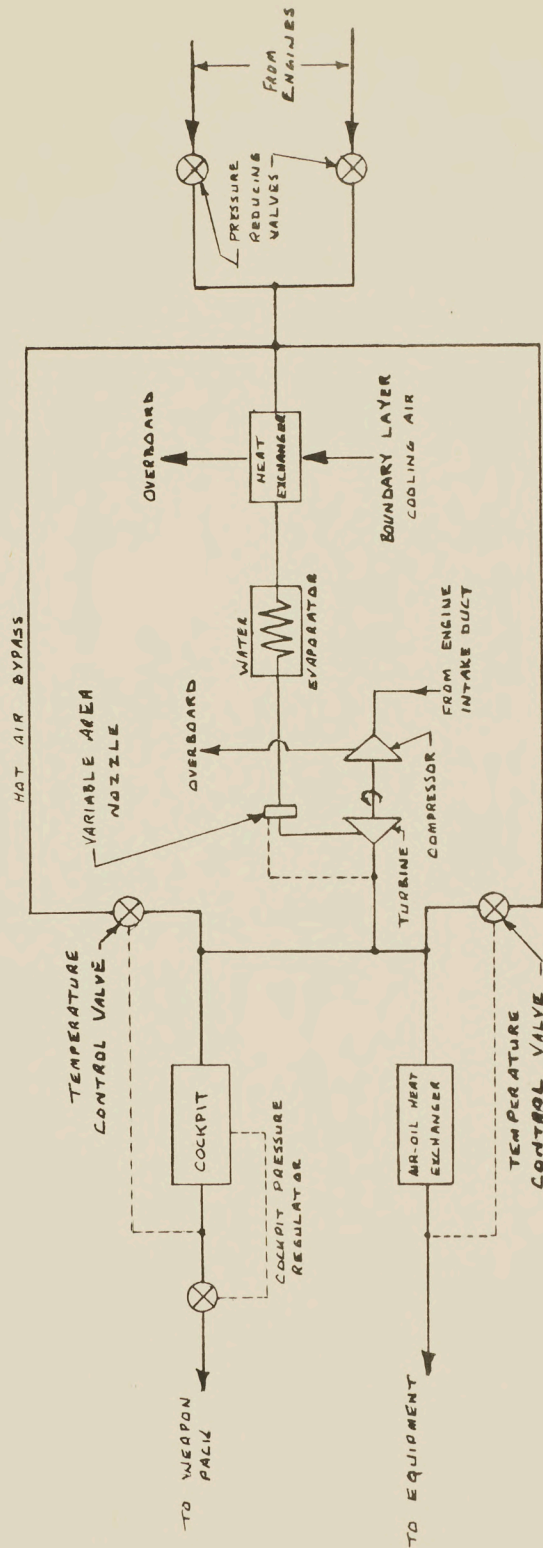 HOT AIR BYPASS
TEMPERATURE
CONTROL VALVE
VARIABLE AREA
NOZZLE
OVERBOARD
OVERBOARD
WATER
EVAPORATOR
HEAT
EXCHANGER
BOUNDARY LAYER
COOLING AIR
PRESSURE
REDUCING
VALVES
FROM
ENGINES
COCKPIT
COCKPIT PRESSURE
REGULATOR
TO WEAPON
PACK
TURBINE
COMPRESSOR
FROM ENGINE
INTAKE DUCT
AIR-OIL HEAT
EXCHANGER
TEMPERATURE
CONTROL VALVE
TO EQUIPMENT